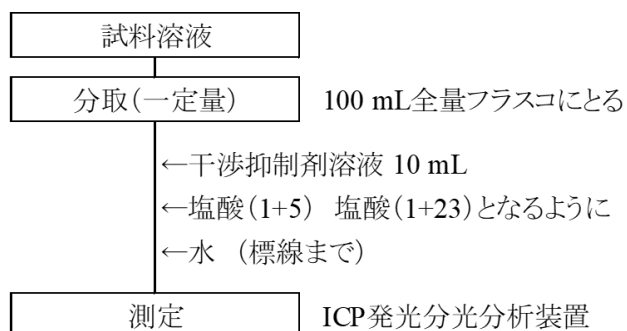 試料溶液
分取(一定量) 100 mL全量フラスコにとる
←干渉抑制剤溶液 10 mL
←塩酸(1+5) 塩酸(1+23)となるように
←水 (標線まで)
測定 ICP発光分光分析装置